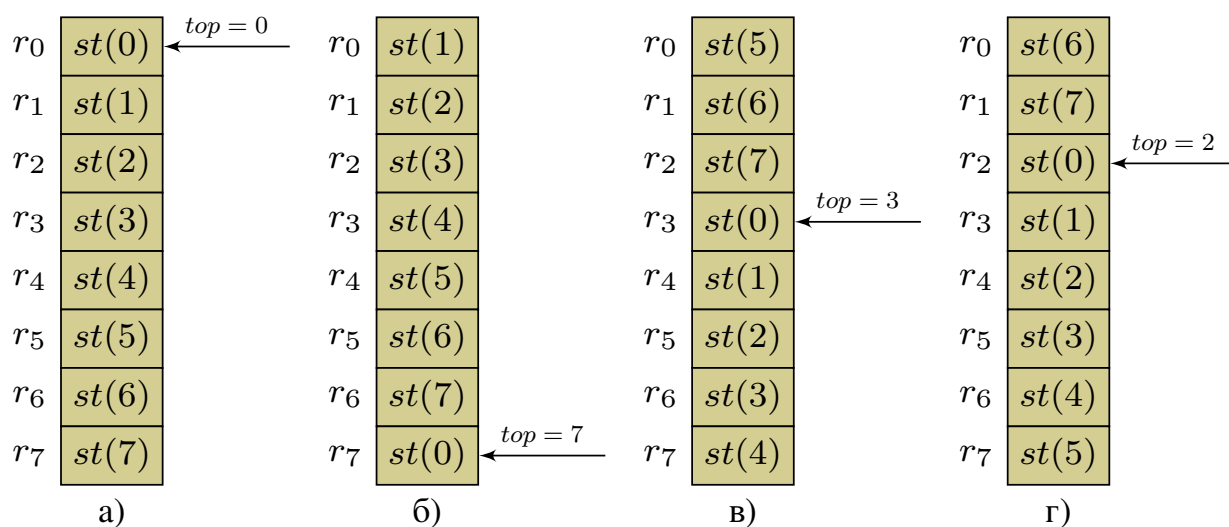 r0 st(0) top = 0 r0 st(1) r0 st(5) r0 st(6)
r1 st(1) r1 st(2) r1 st(6) r1 st(7)
r2 st(2) r2 st(3) r2 st(7) r2 st(0) top = 2
r3 st(3) r3 st(4) r3 st(0) top = 3 r3 st(1)
r4 st(4) r4 st(5) r4 st(1) r4 st(2)
r5 st(5) r5 st(6) r5 st(2) r5 st(3)
r6 st(6) r6 st(7) r6 st(3) r6 st(4)
r7 st(7) r7 st(0) top = 7 r7 st(4) r7 st(5)
а) б) в) г)